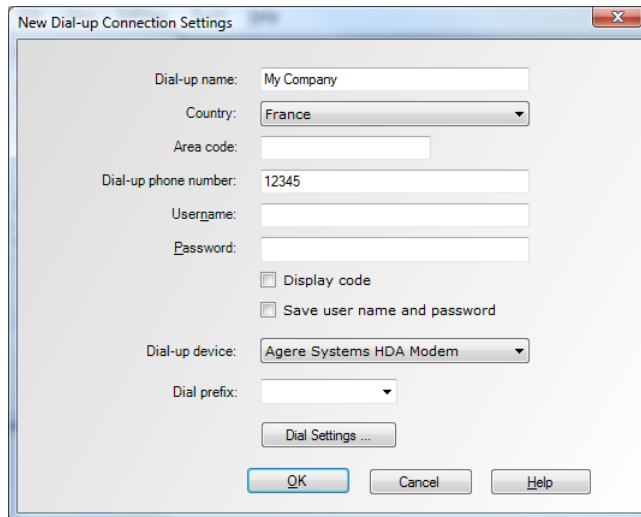 New Dial-up Connection Settings
Dial-up name: My Company
Country: France
Area code:
Dial-up phone number: 12345
Username:
Password:
Display code
Save user name and password
Dial-up device: Agere Systems HDA Modem
Dial prefix:
Dial Settings ...
OK Cancel Help